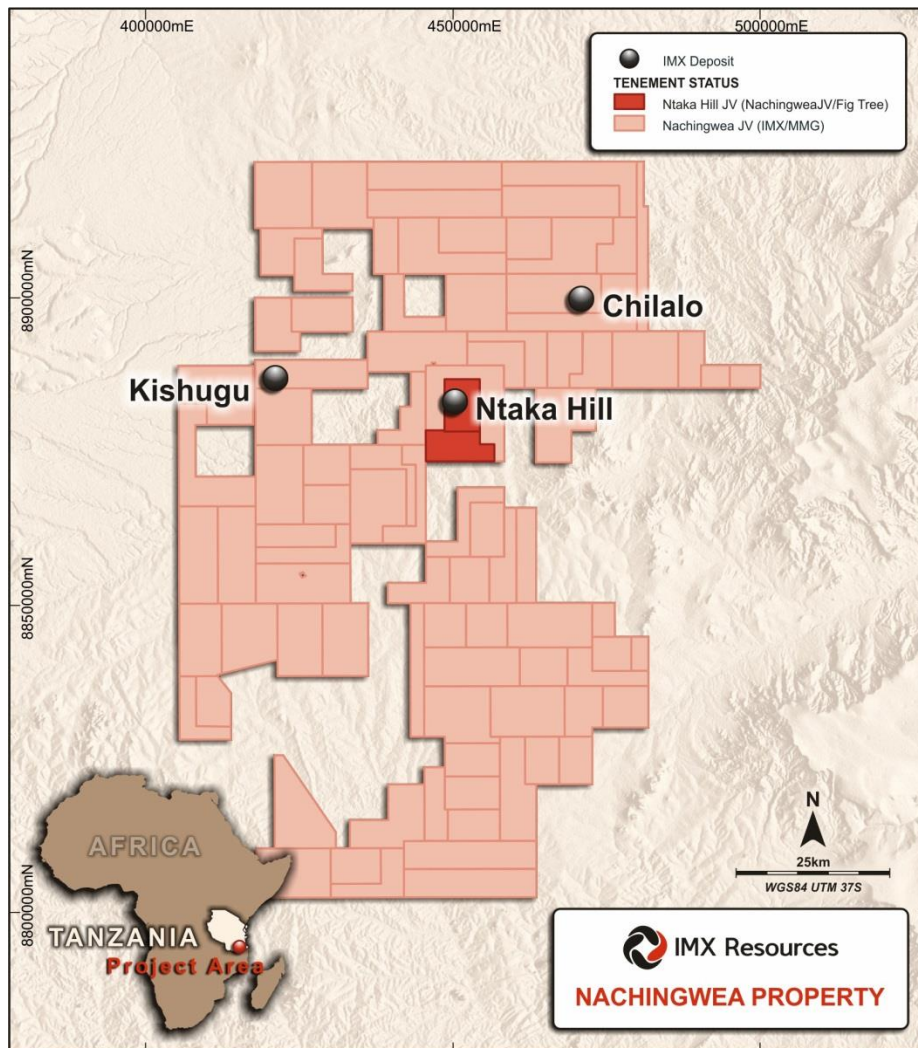 400000mE
450000mE
500000mE
IMX Deposit
TENEMENT STATUS
Ntaka Hill JV (NachingweaJV/Fig Tree)
Nachingwea JV (IMX/MMG)
8900000mN
Chilalo
Kishugu
Ntaka Hill
8850000mN
AFRICA
N
25km
WGS84 UTM 37S
8800000mN
TANZANIA
Project Area
IMX Resources
NACHINGWEA PROPERTY